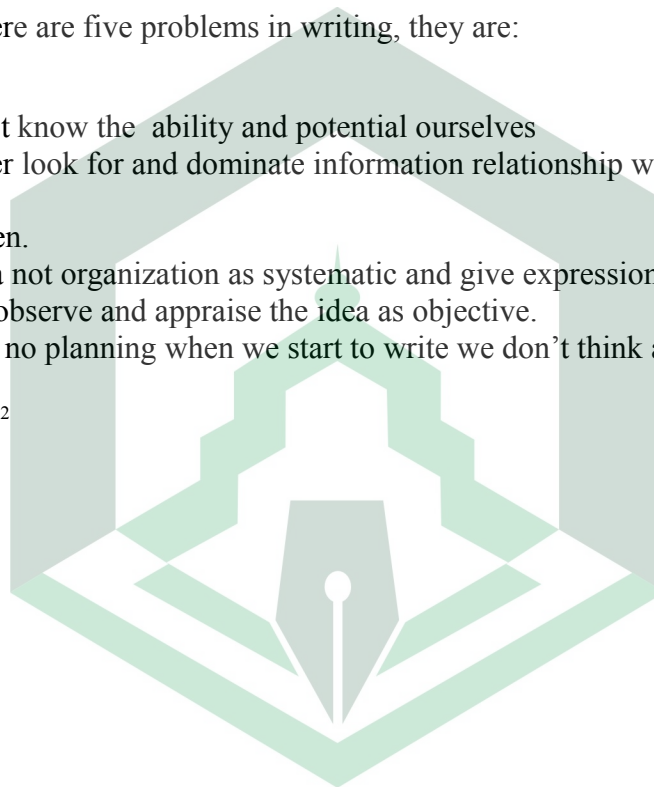 ere are five problems in writing, they are:
t know the ability and potential ourselves
er look for and dominate information relationship w
en.
n not organization as systematic and give expression
observe and appraise the idea as objective.
no planning when we start to write we don’t think a
2